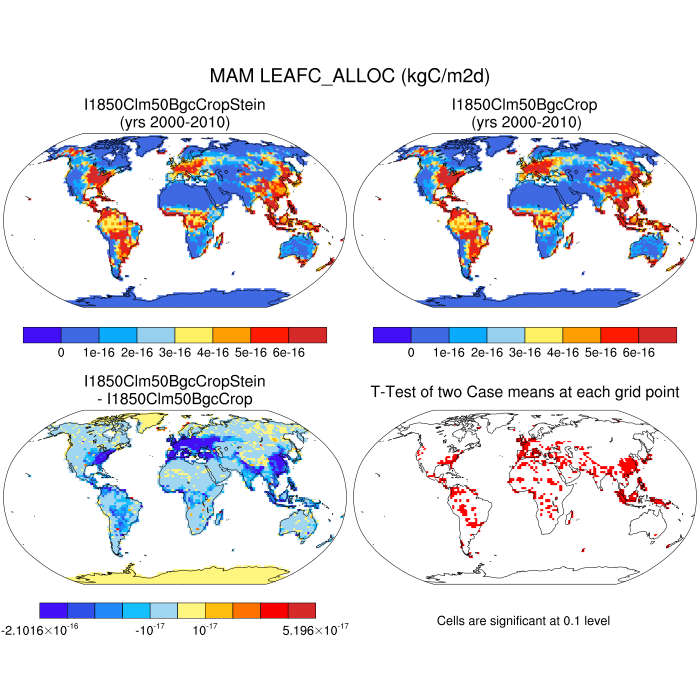 MAM LEAFC_ALLOC (kgC/m2d)
I1850Clm50BgcCropStein
(yrs 2000-2010)
I1850Clm50BgcCrop
(yrs 2000-2010)
0 1e-16 2e-16 3e-16 4e-16 5e-16 6e-16
0 1e-16 2e-16 3e-16 4e-16 5e-16 6e-16
I1850Clm50BgcCropStein
- I1850Clm50BgcCrop
T-Test of two Case means at each grid point
-2.1016×10⁻¹⁶ -10⁻¹⁷ 10⁻¹⁷ 5.196×10⁻¹⁷
Cells are significant at 0.1 level